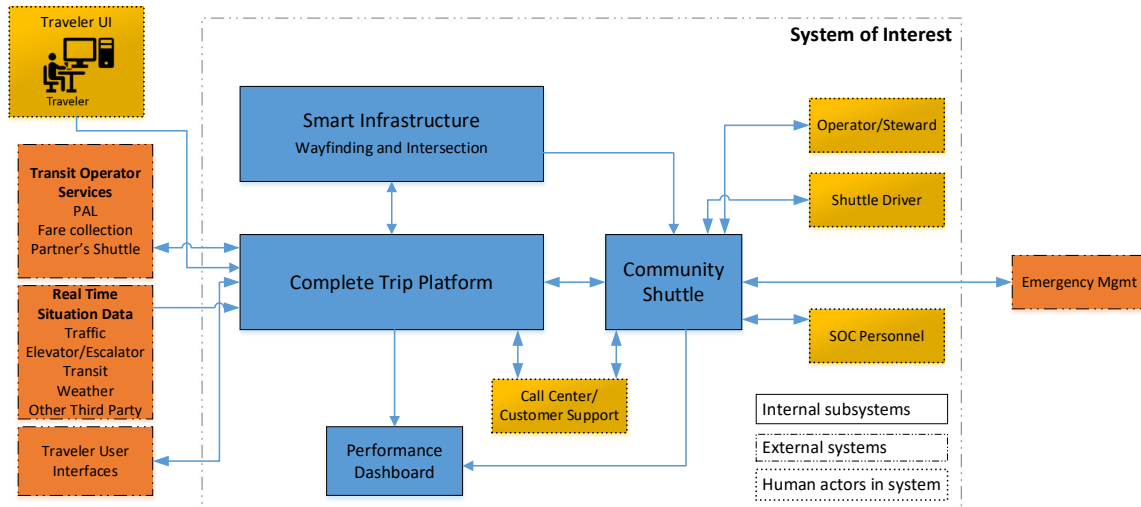 Traveler UI
Traveler
System of Interest
Smart Infrastructure
Wayfinding and Intersection
Operator/Steward
Transit Operator
Services
PAL
Fare collection
Partner’s Shuttle
Shuttle Driver
Complete Trip Platform
Community
Shuttle
Emergency Mgmt
Real Time
Situation Data
Traffic
Elevator/Escalator
Transit
Weather
Other Third Party
SOC Personnel
Call Center/
Customer Support
Traveler User
Interfaces
Performance
Dashboard
Internal subsystems
External systems
Human actors in system